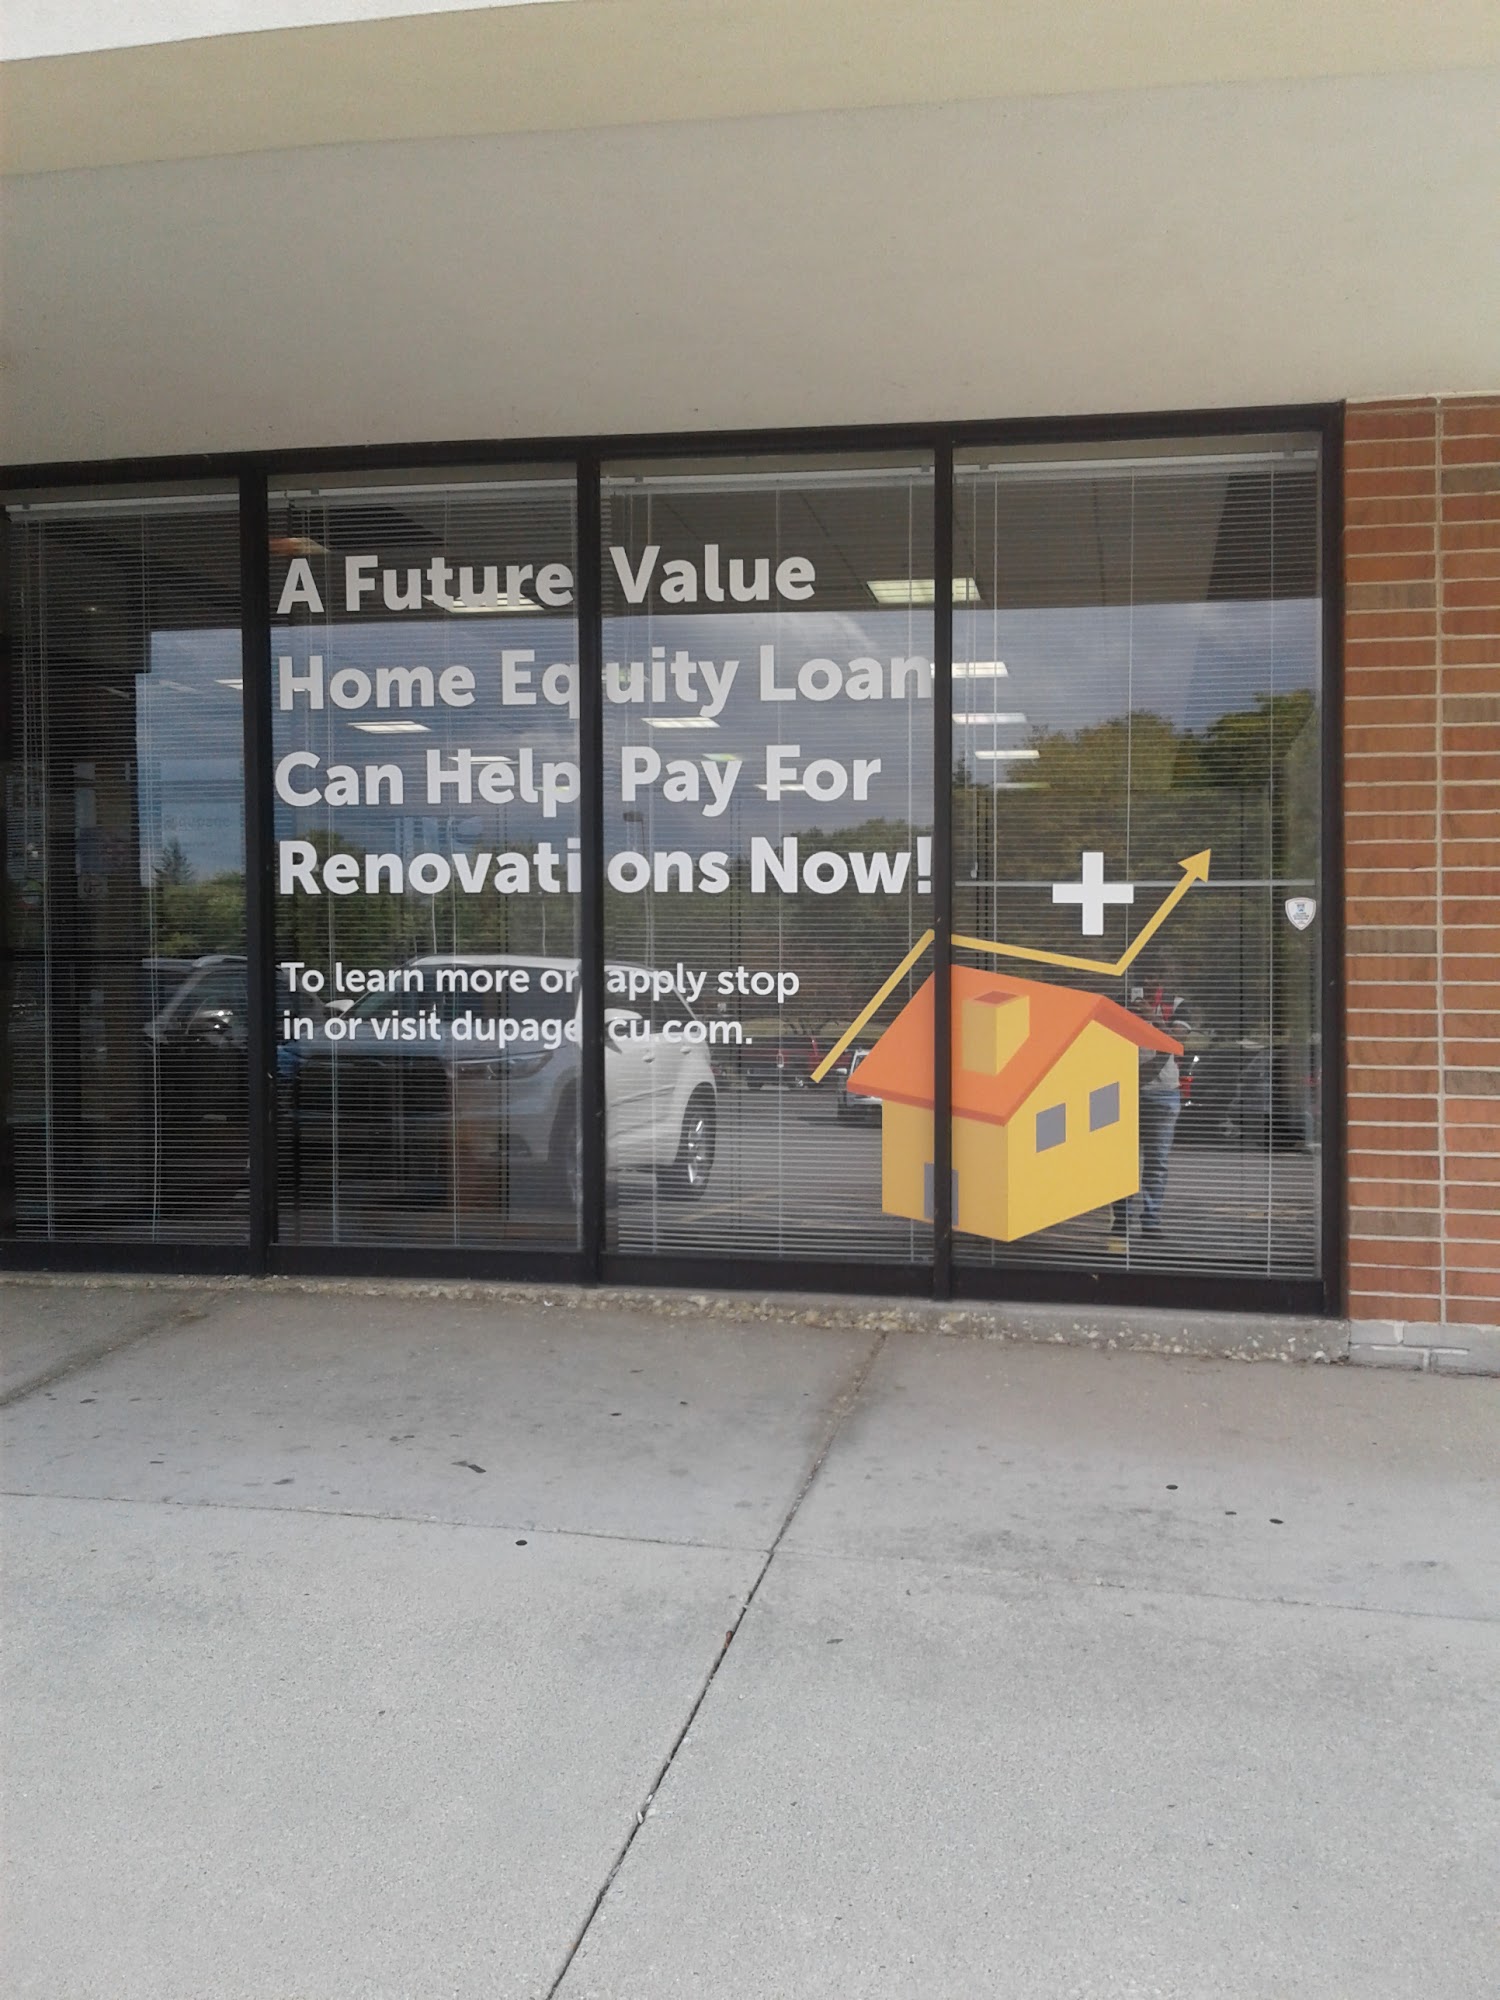 A Future Value
Home Equity Loan
Can Help Pay For
Renovations Now!
+
To learn more or apply stop
in or visit dupagecu.com.